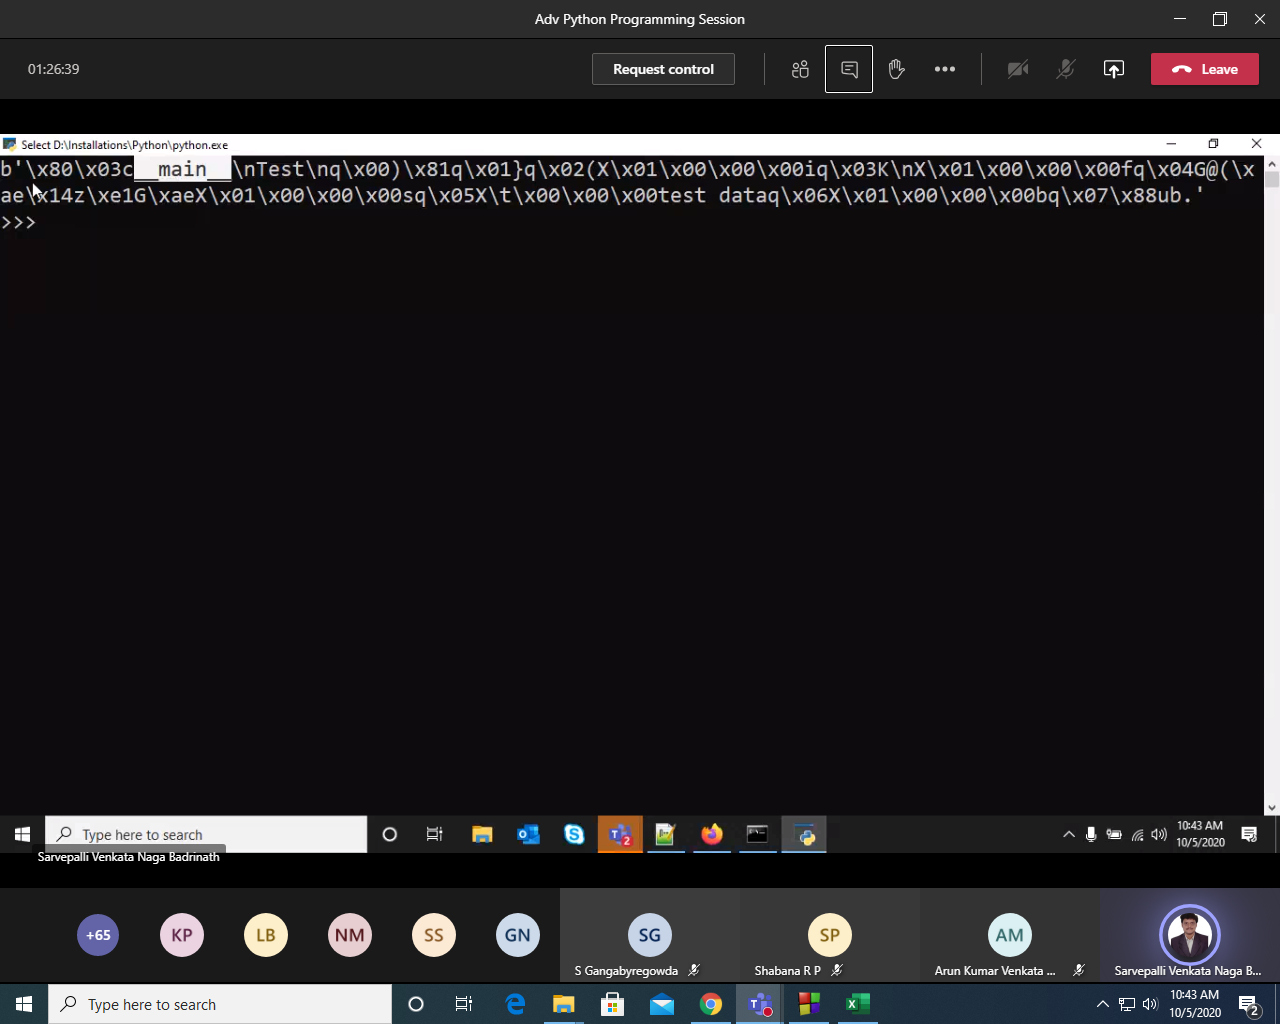 Adv Python Programming Session
01:26:39
Request control
Leave
Select D:\Installations\Python\python.exe
b'\x80\x03c__main__\nTest\nq\x00)\x81q\x01}q\x02(X\x01\x00\x00\x00iq\x03K\nX\x01\x00\x00\x00fq\x04G@(\x
ae\x14z\xe1G\xaeX\x01\x00\x00\x00sq\x05X\t\x00\x00\x00test dataq\x06X\x01\x00\x00\x00bq\x07\x88ub.'
>>>
Type here to search
2
10:43 AM
10/5/2020
Sarvepalli Venkata Naga Badrinath
+65
KP
LB
NM
SS
GN
SG
SP
AM
S Gangabyregowda
Shabana R P
Arun Kumar Venkata ...
Sarvepalli Venkata Naga B...
Type here to search
10:43 AM
10/5/2020
2